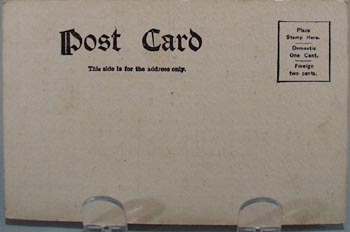 Post Card
This side is for the address only.
Place
Stamp Here.
Domestic
One Cent.
Foreign
two cents.